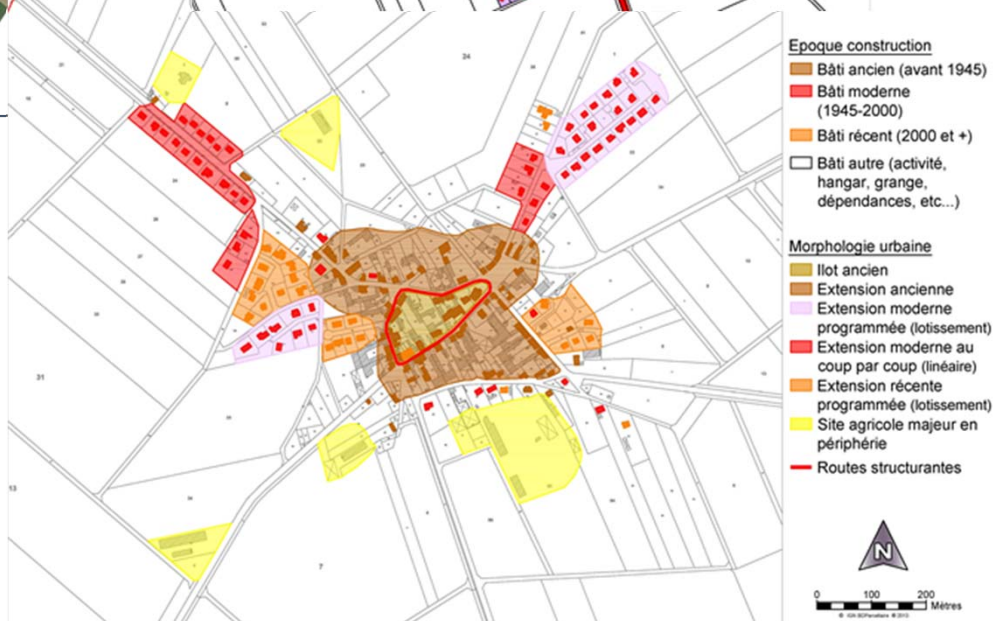 Epoque construction
Bâti ancien (avant 1945)
Bâti moderne
(1945-2000)
Bâti récent (2000 et +)
Bâti autre (activité,
hangar, grange,
dépendances, etc...)
Morphologie urbaine
Ilot ancien
Extension ancienne
Extension moderne
programmée (lotissement)
Extension moderne au
coup par coup (linéaire)
Extension récente
programmée (lotissement)
Site agricole majeur en
périphérie
Routes structurantes
N
0 100 200
Mètres
24
31
13
7